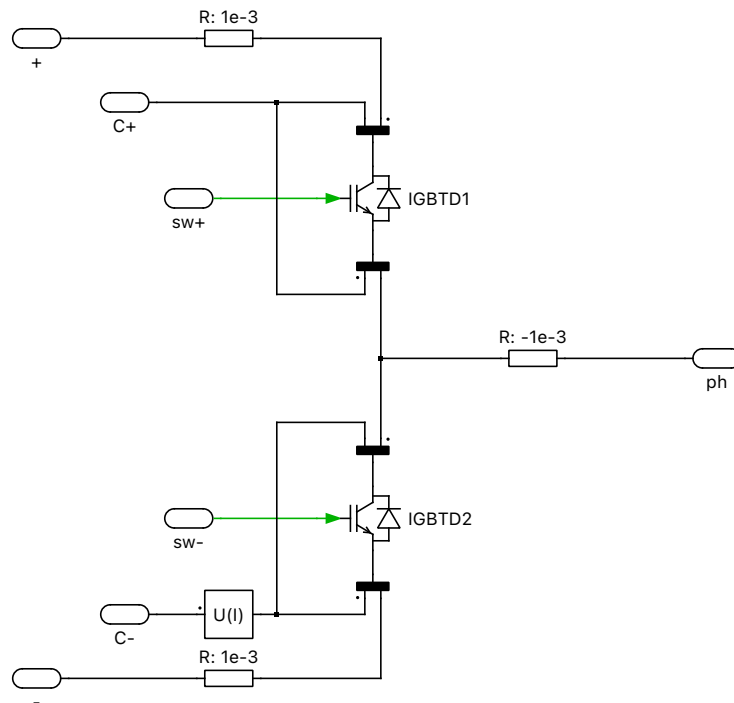 R: 1e-3
+
C+
IGBTD1
sw+
R: -1e-3
ph
IGBTD2
sw-
U(I)
C-
R: 1e-3
-